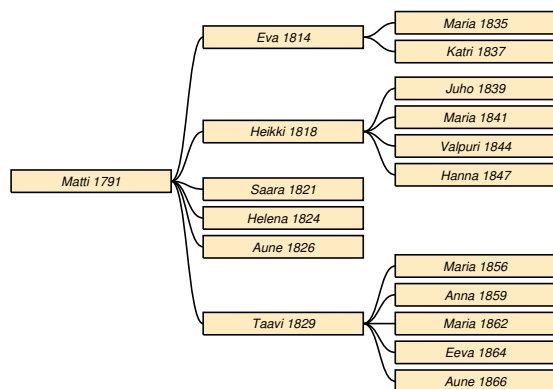 Matti 1791
Eva 1814
Maria 1835
Katri 1837
Heikki 1818
Juho 1839
Maria 1841
Valpuri 1844
Hanna 1847
Saara 1821
Helena 1824
Aune 1826
Taavi 1829
Maria 1856
Anna 1859
Maria 1862
Eeva 1864
Aune 1866